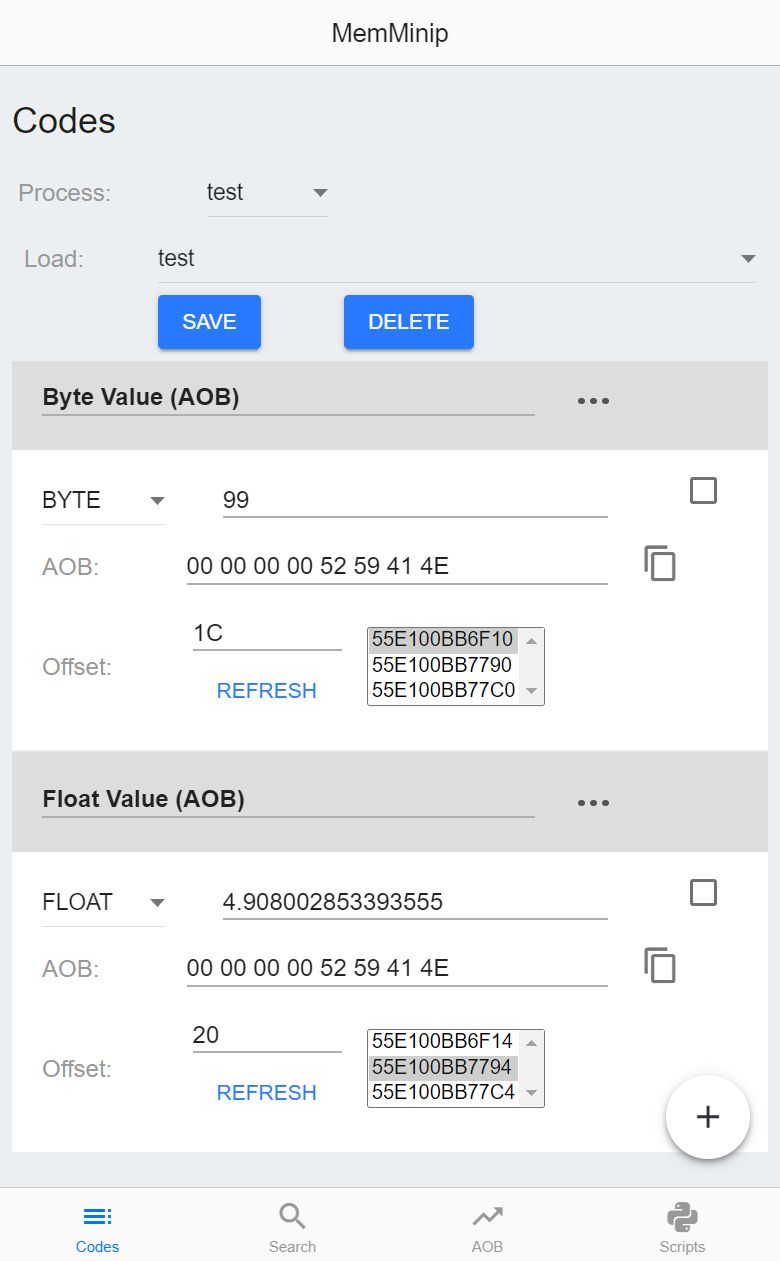 MemMinip
Codes
Process: test
Load: test
SAVE DELETE
Byte Value (AOB)
BYTE 99
AOB: 00 00 00 00 52 59 41 4E
Offset: 1C
REFRESH
55E100BB6F10
55E100BB7790
55E100BB77C0
Float Value (AOB)
FLOAT 4.908002853393555
AOB: 00 00 00 00 52 59 41 4E
Offset: 20
REFRESH
55E100BB6F14
55E100BB7794
55E100BB77C4
Codes Search AOB Scripts